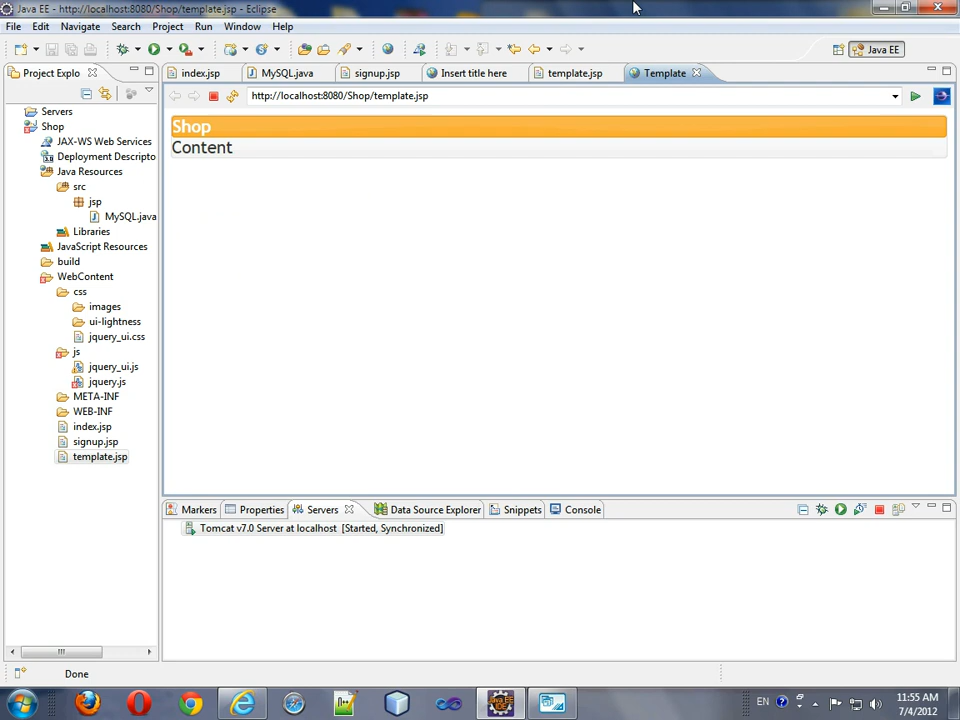 Java EE - http://localhost:8080/Shop/template.jsp - Eclipse
File Edit Navigate Search Project Run Window Help
Java EE
Project Explo
index.jsp MySQL.java signup.jsp Insert title here template.jsp Template
http://localhost:8080/Shop/template.jsp
Servers
Shop
JAX-WS Web Services
Deployment Descripto
Java Resources
src
jsp
MySQL.java
Libraries
JavaScript Resources
build
WebContent
css
images
ui-lightness
jquery_ui.css
js
jquery_ui.js
jquery.js
META-INF
WEB-INF
index.jsp
signup.jsp
template.jsp
Shop
Content
Markers Properties Servers Data Source Explorer Snippets Console
Tomcat v7.0 Server at localhost [Started, Synchronized]
Done
Java EE IDE
EN
11:55 AM
7/4/2012